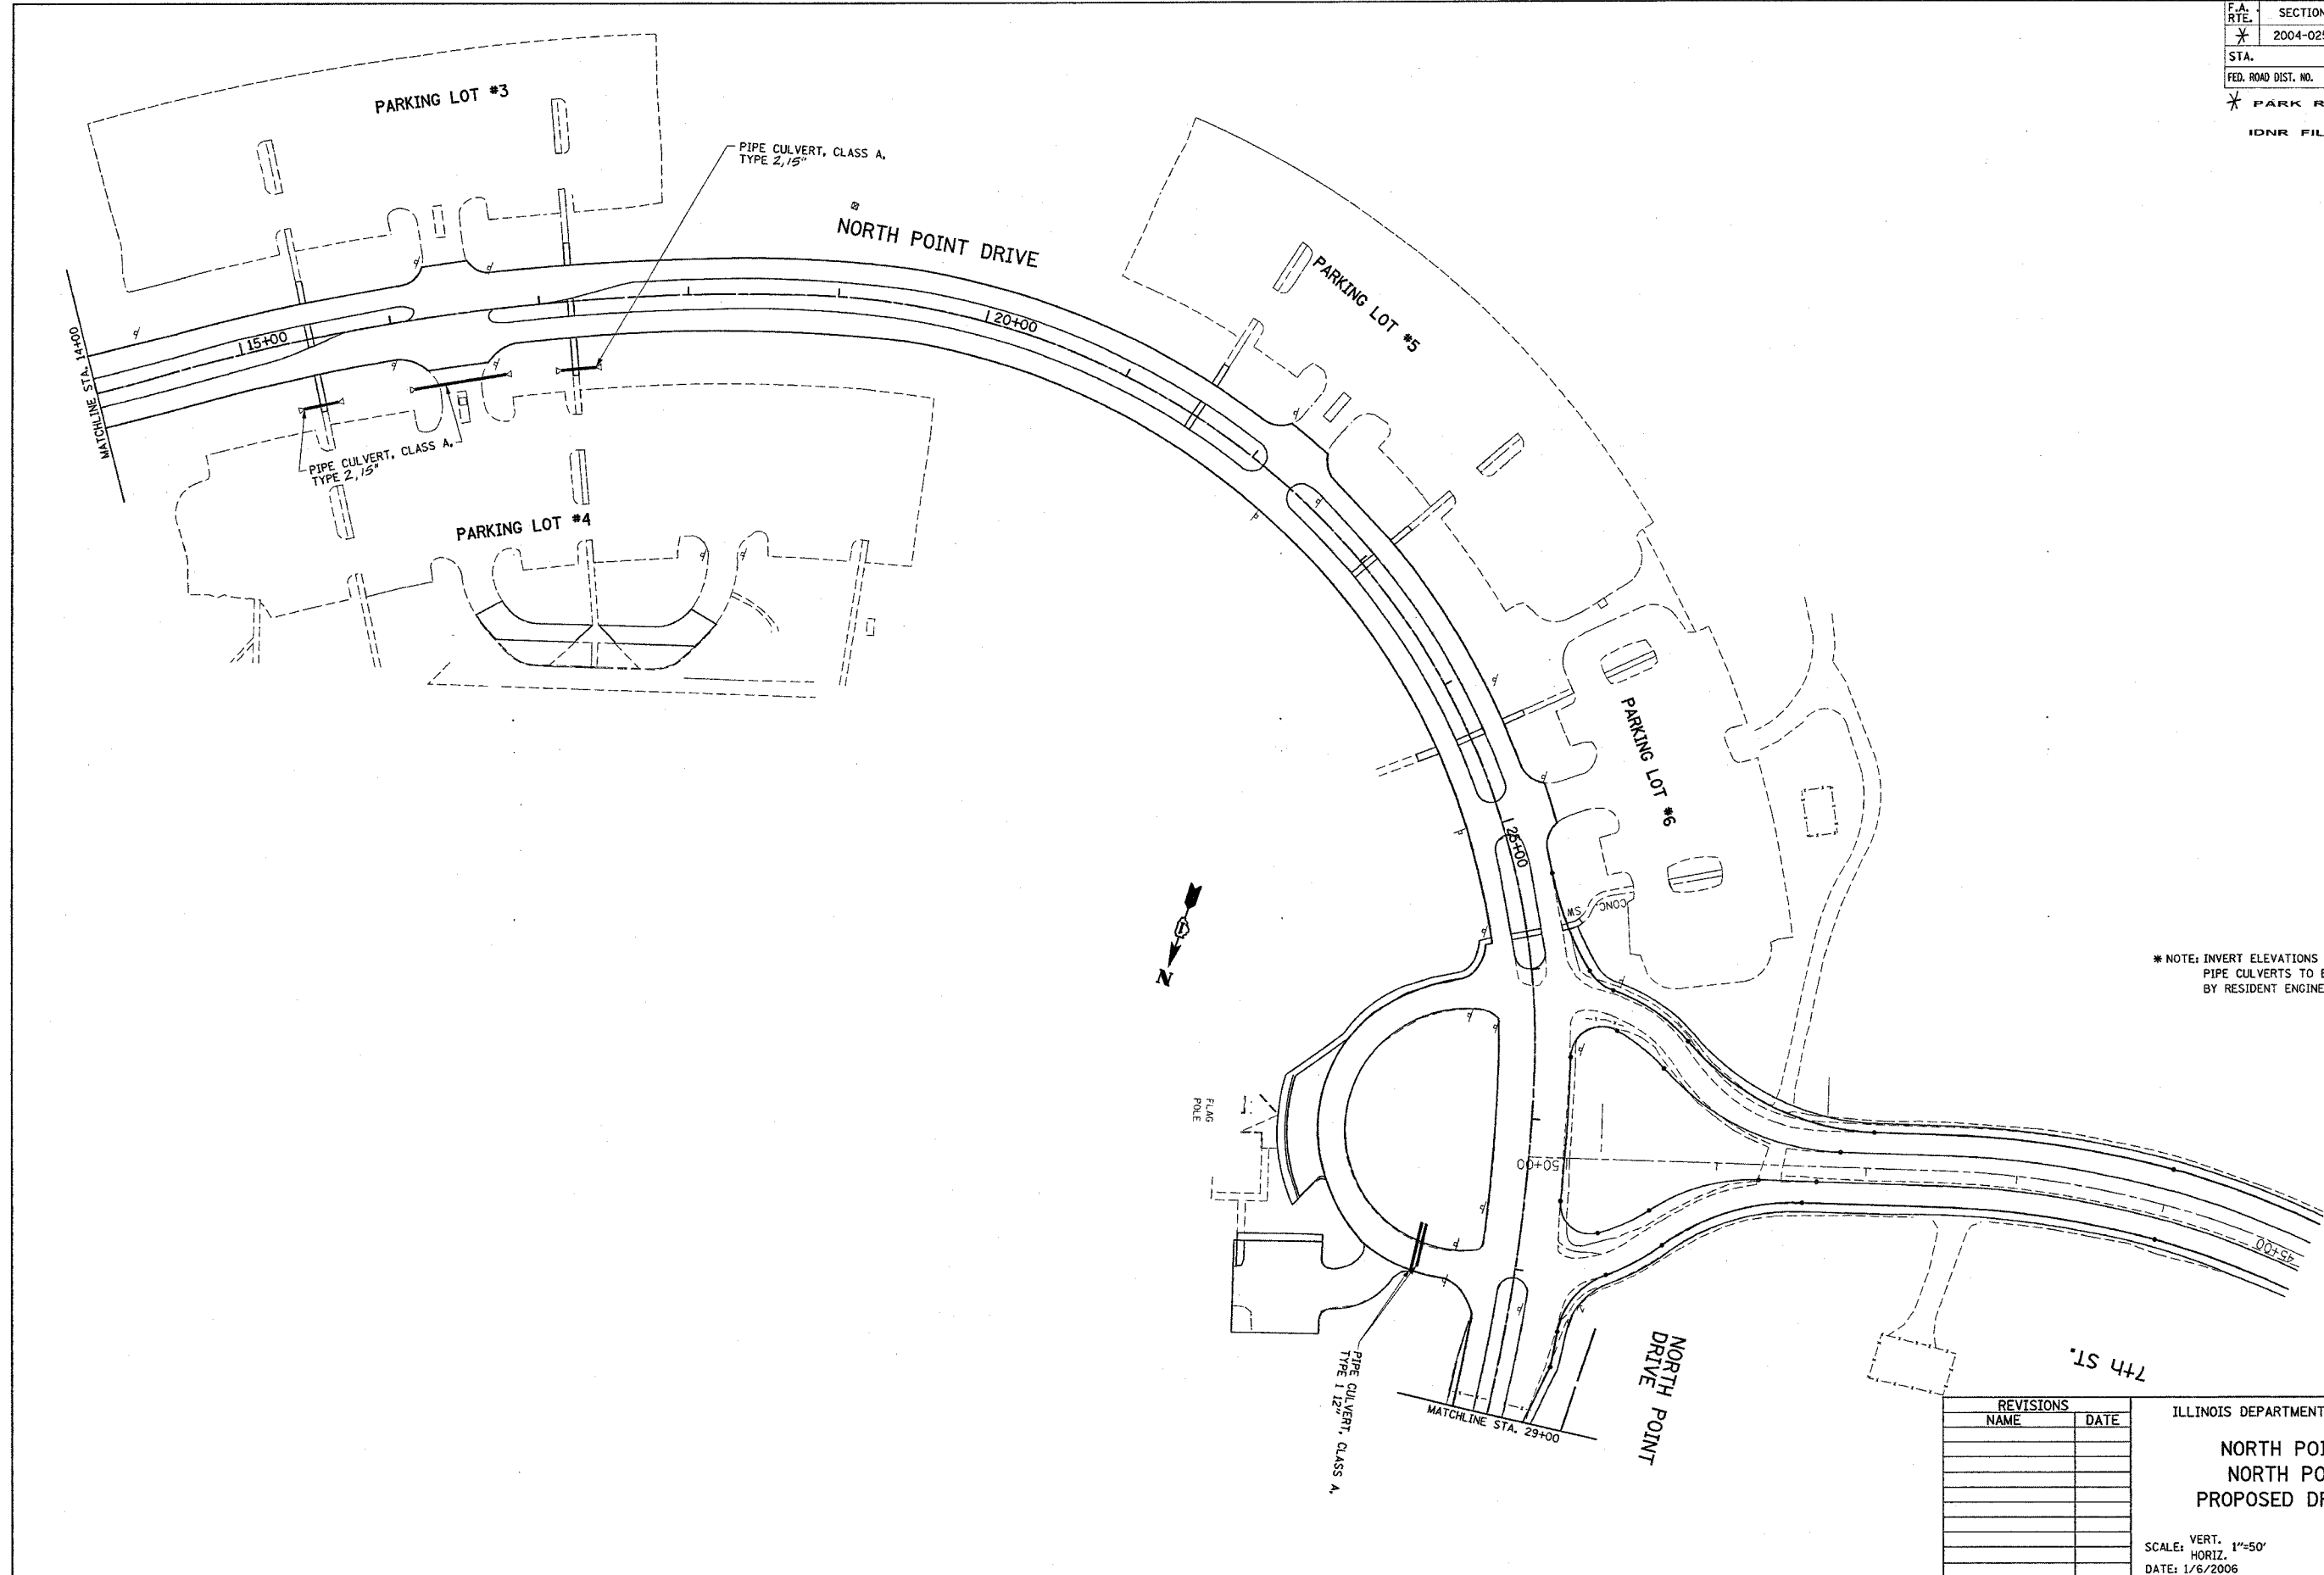 F.A. RTE. SECTION
2004-025
STA.
FED. ROAD DIST. NO.
* PARK R
IDNR FIL
PARKING LOT #3
PIPE CULVERT, CLASS A,
TYPE 2, 15"
NORTH POINT DRIVE
PARKING LOT #5
MATCHLINE STA. 14+00
15+00
20+00
PIPE CULVERT, CLASS A,
TYPE 2, 15"
PARKING LOT #4
PARKING LOT #6
25+00
CONC. SW
N
* NOTE: INVERT ELEVATIONS
PIPE CULVERTS TO B
BY RESIDENT ENGINE
FLAG
POLE
50+00
45+00
PIPE CULVERT, CLASS A,
TYPE 1 12"
MATCHLINE STA. 29+00
NORTH POINT
DRIVE
7th ST.
REVISIONS
NAME DATE
ILLINOIS DEPARTMENT
NORTH POI
NORTH PO
PROPOSED DR
SCALE: VERT. 1"=50'
HORIZ.
DATE: 1/6/2006